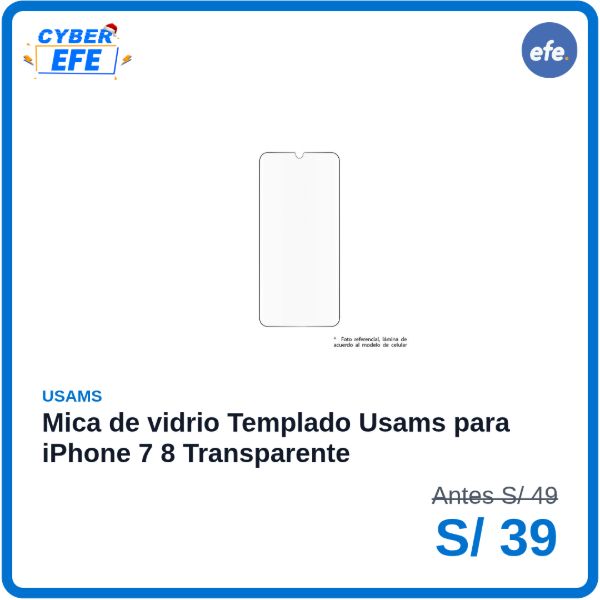 CYBER
EFE
efe.
* Foto referencial, lámina de
acuerdo al modelo de celular
USAMS
Mica de vidrio Templado Usams para
iPhone 7 8 Transparente
Antes S/ 49
S/ 39